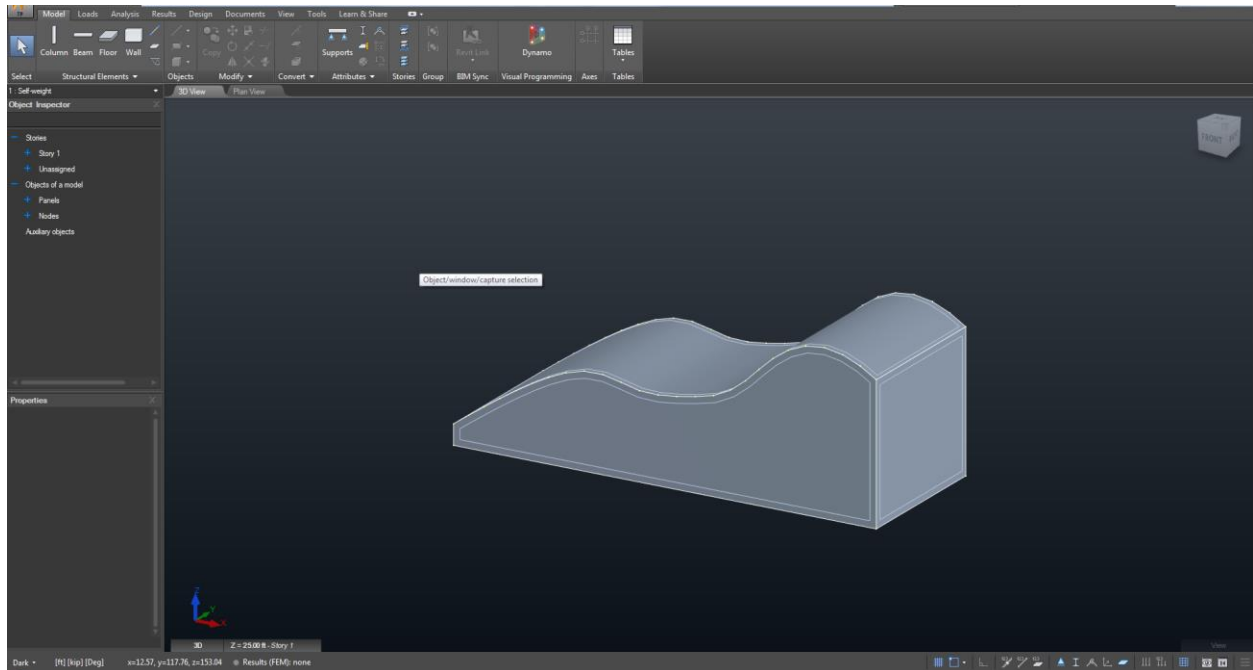 Model Loads Analysis Results Design Documents View Tools Learn & Share
Column Beam Floor Wall Copy Supports Revit Link Dynamo Tables
Select Structural Elements Objects Modify Convert Attributes Stories Group BIM Sync Visual Programming Axes Tables
1 : Self-weight 3D View Plan View
Object Inspector
Stories
Story 1
Unassigned
Objects of a model
Panels
Nodes
Auxiliary objects
FRONT
Object/window/capture selection
Properties
Z
Y
X
3D Z = 25.00 ft - Story 1
View
Dark [ft] [kip] [Deg] x=12.57, y=117.76, z=153.04 Results (FEM): none